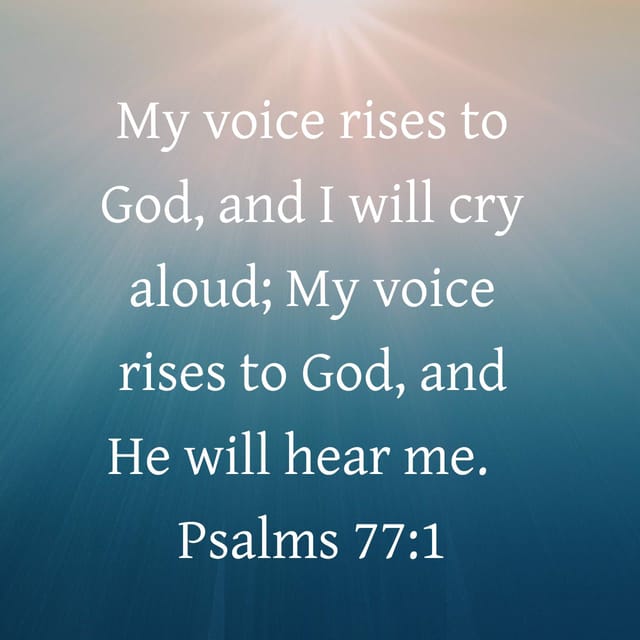 My voice rises to
God, and I will cry
aloud; My voice
rises to God, and
He will hear me.
Psalms 77:1